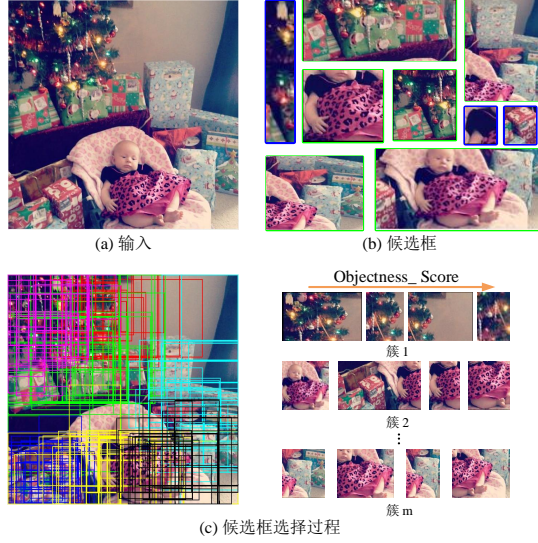 (a) 输入
(b) 候选框
Objectness_ Score
簇 1
簇 2
⋮
簇 m
(c) 候选框选择过程